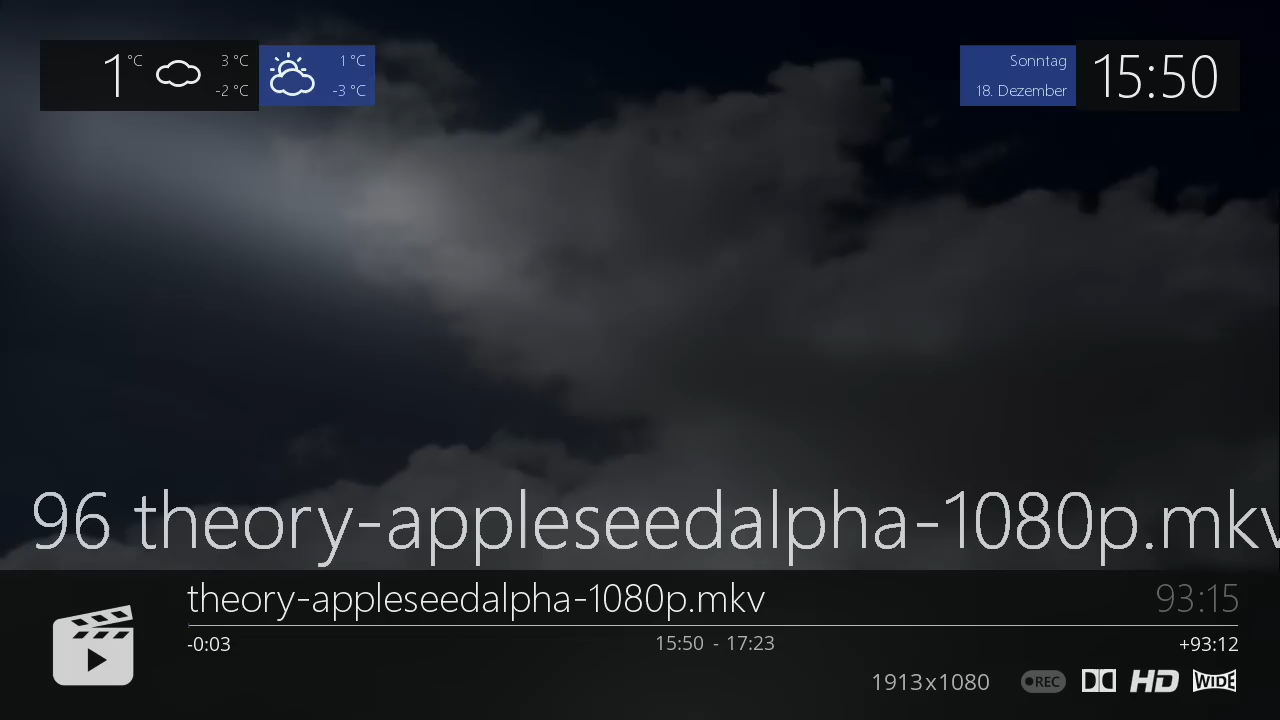 1 °C
3 °C
-2 °C
1 °C
-3 °C
Sonntag
18. Dezember
15:50
96 theory-appleseedalpha-1080p.mkv
theory-appleseedalpha-1080p.mkv
93:15
-0:03
15:50 - 17:23
+93:12
1913x1080
REC
HD
WIDE